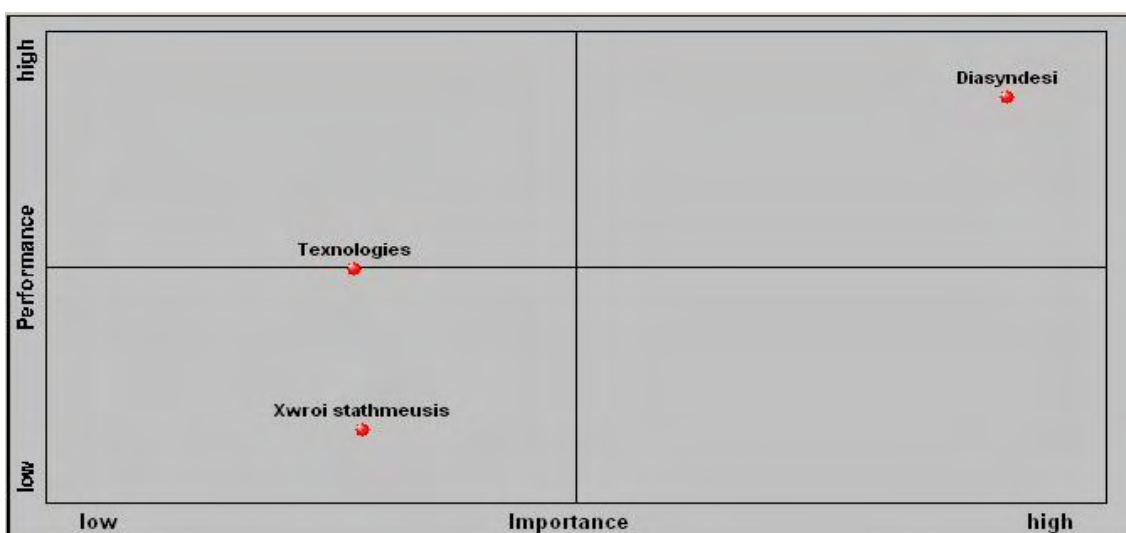 high
Diasyndesi
Performance
Texnologies
Xwroi stathmeusis
low
low Importance high